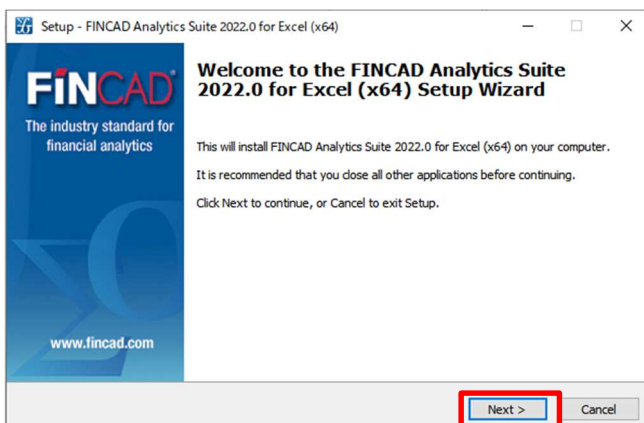 Setup - FINCAD Analytics Suite 2022.0 for Excel (x64)
FINCAD
The industry standard for
financial analytics
www.fincad.com
Welcome to the FINCAD Analytics Suite
2022.0 for Excel (x64) Setup Wizard
This will install FINCAD Analytics Suite 2022.0 for Excel (x64) on your computer.
It is recommended that you close all other applications before continuing.
Click Next to continue, or Cancel to exit Setup.
Next >
Cancel